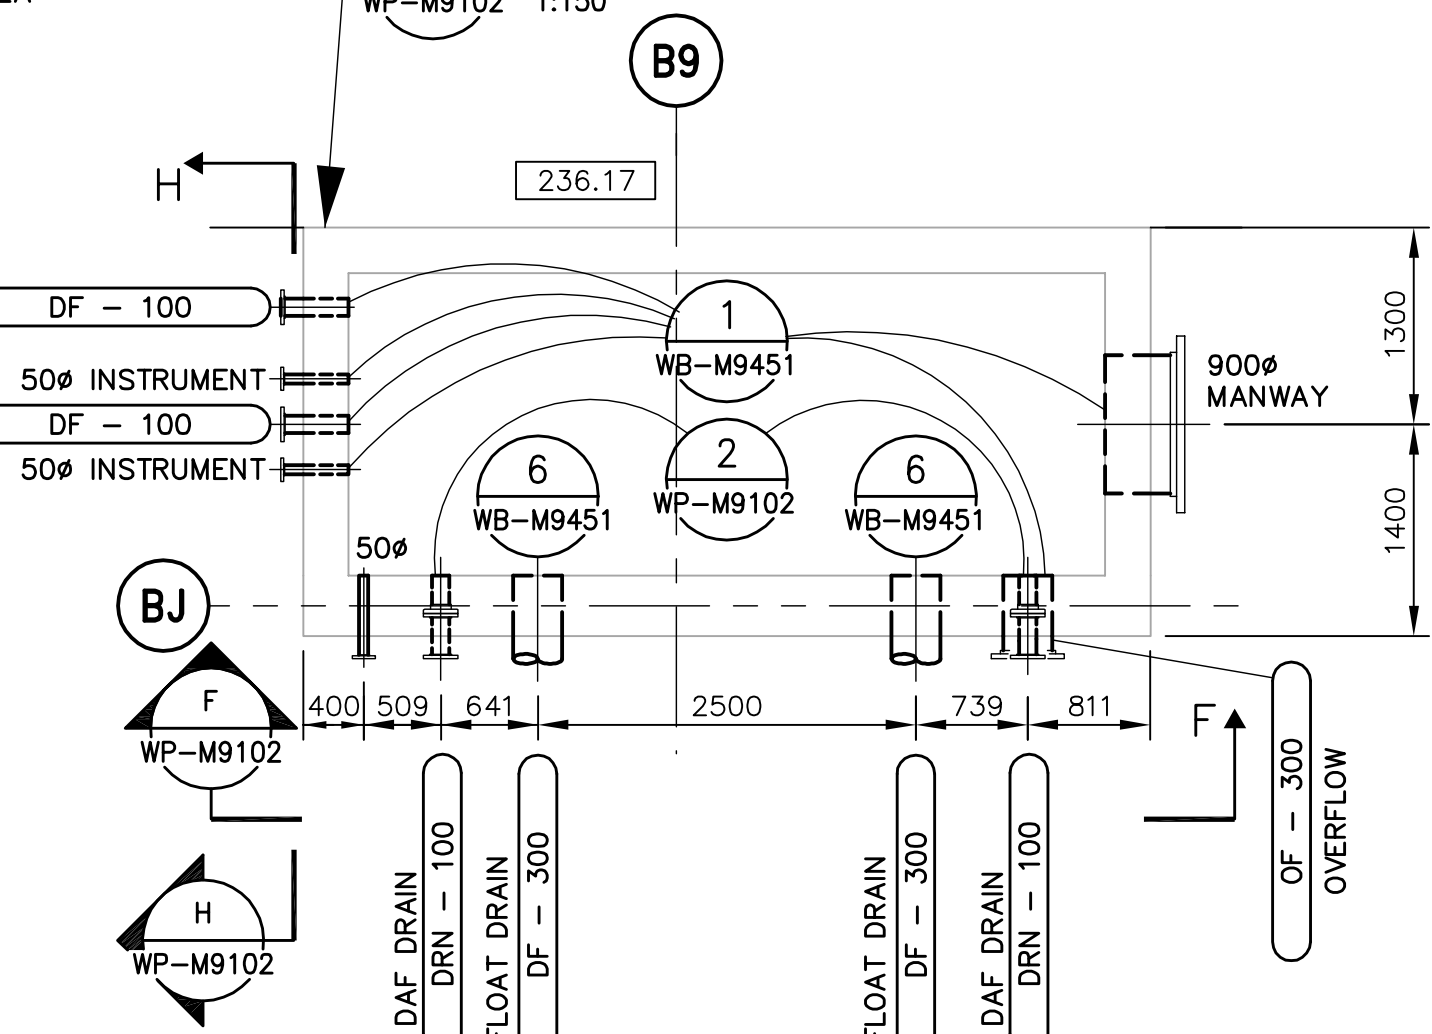 WP-M9102 1:150
B9
H
236.17
DF - 100
50ø INSTRUMENT
DF - 100
50ø INSTRUMENT
1
WB-M9451
2
WP-M9102
6
WB-M9451
6
WB-M9451
900ø
MANWAY
1300
1400
50ø
BJ
F
WP-M9102
400 509 641 2500 739 811
F
H
WP-M9102
DAF DRAIN
DRN - 100
FLOAT DRAIN
DF - 300
FLOAT DRAIN
DF - 300
DAF DRAIN
DRN - 100
OF - 300
OVERFLOW